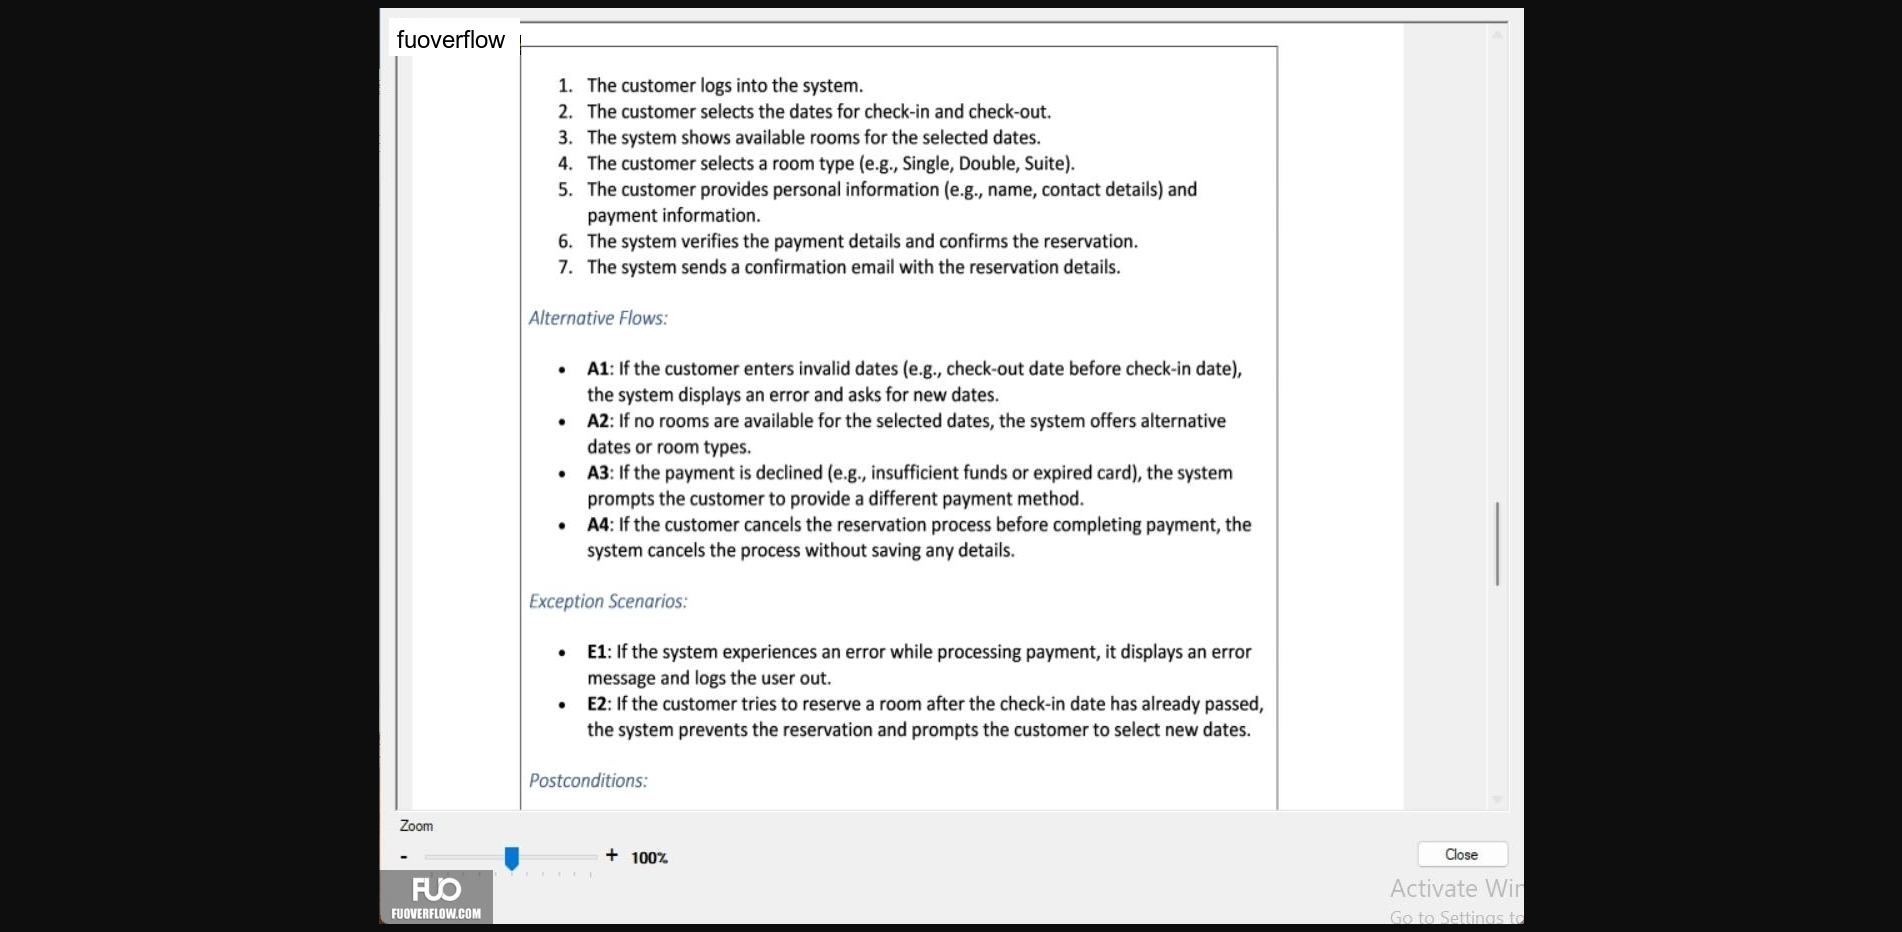 fuoverflow
1. The customer logs into the system.
2. The customer selects the dates for check-in and check-out.
3. The system shows available rooms for the selected dates.
4. The customer selects a room type (e.g., Single, Double, Suite).
5. The customer provides personal information (e.g., name, contact details) and
payment information.
6. The system verifies the payment details and confirms the reservation.
7. The system sends a confirmation email with the reservation details.
Alternative Flows:
• A1: If the customer enters invalid dates (e.g., check-out date before check-in date),
the system displays an error and asks for new dates.
• A2: If no rooms are available for the selected dates, the system offers alternative
dates or room types.
• A3: If the payment is declined (e.g., insufficient funds or expired card), the system
prompts the customer to provide a different payment method.
• A4: If the customer cancels the reservation process before completing payment, the
system cancels the process without saving any details.
Exception Scenarios:
• E1: If the system experiences an error while processing payment, it displays an error
message and logs the user out.
• E2: If the customer tries to reserve a room after the check-in date has already passed,
the system prevents the reservation and prompts the customer to select new dates.
Postconditions:
Zoom
- + 100%
Close
FUO
FUOVERFLOW.COM
Activate Win
Go to Settings to